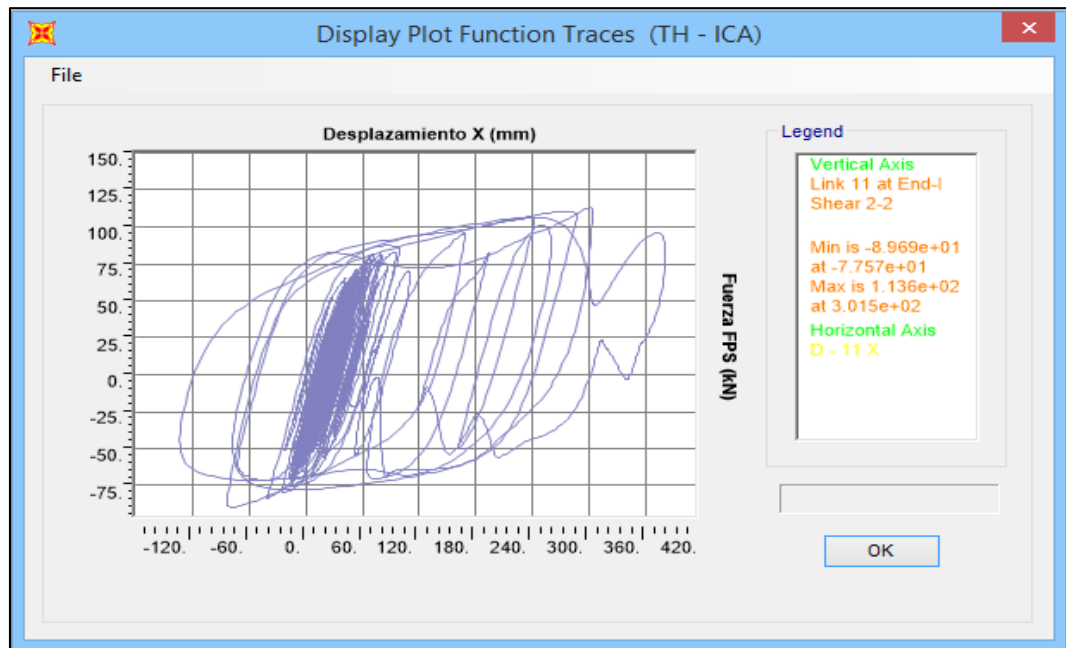 Display Plot Function Traces (TH - ICA)
File
Desplazamiento X (mm)
150.
125.
100.
75.
50.
25.
0.
-25.
-50.
-75.
-120. -60. 0. 60. 120. 180. 240. 300. 360. 420.
Fuerza FPS (kN)
Legend
Vertical Axis
Link 11 at End-I
Shear 2-2
Min is -8.969e+01
at -7.757e+01
Max is 1.136e+02
at 3.015e+02
Horizontal Axis
D - 11 X
OK